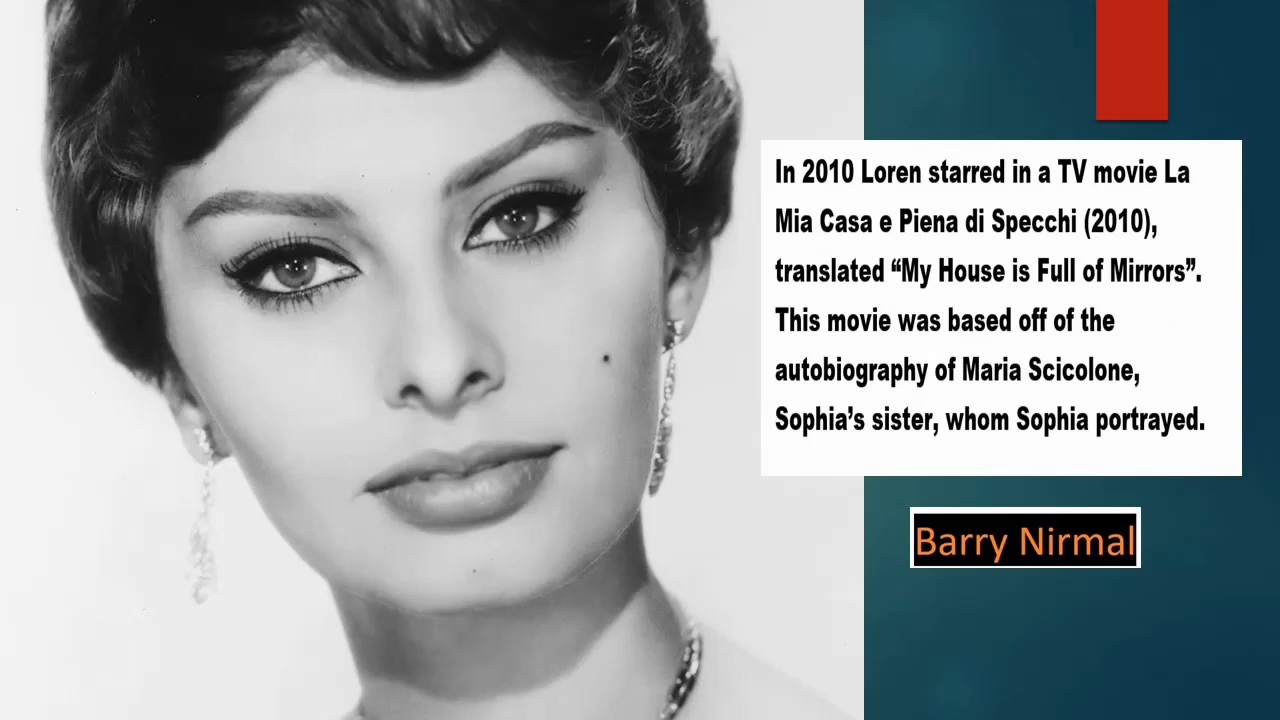 In 2010 Loren starred in a TV movie La
Mia Casa e Piena di Specchi (2010),
translated “My House is Full of Mirrors”.
This movie was based off of the
autobiography of Maria Scicolone,
Sophia’s sister, whom Sophia portrayed.
Barry Nirmal